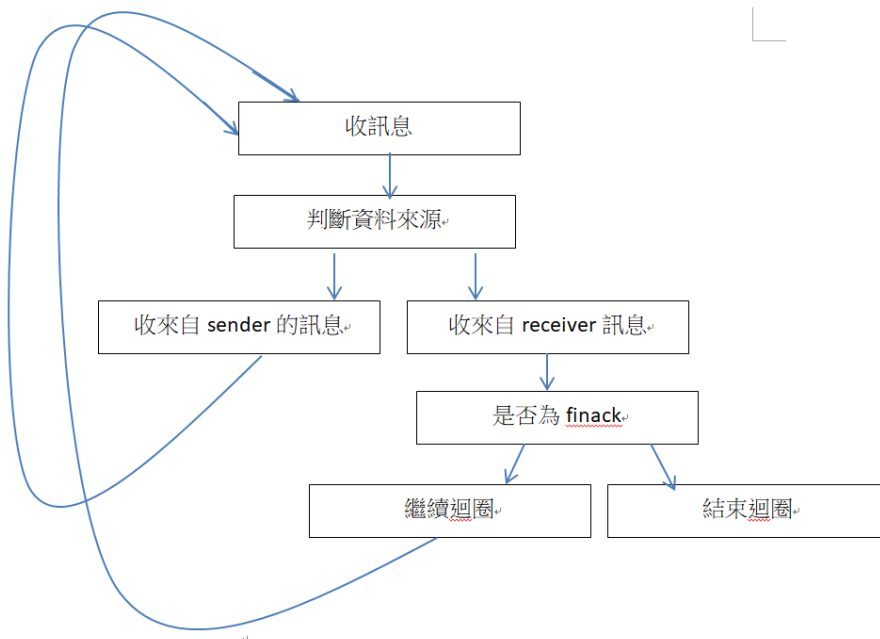 收訊息
判斷資料來源
收來自 sender 的訊息
收來自 receiver 訊息
是否為 finack
繼續迴圈
結束迴圈